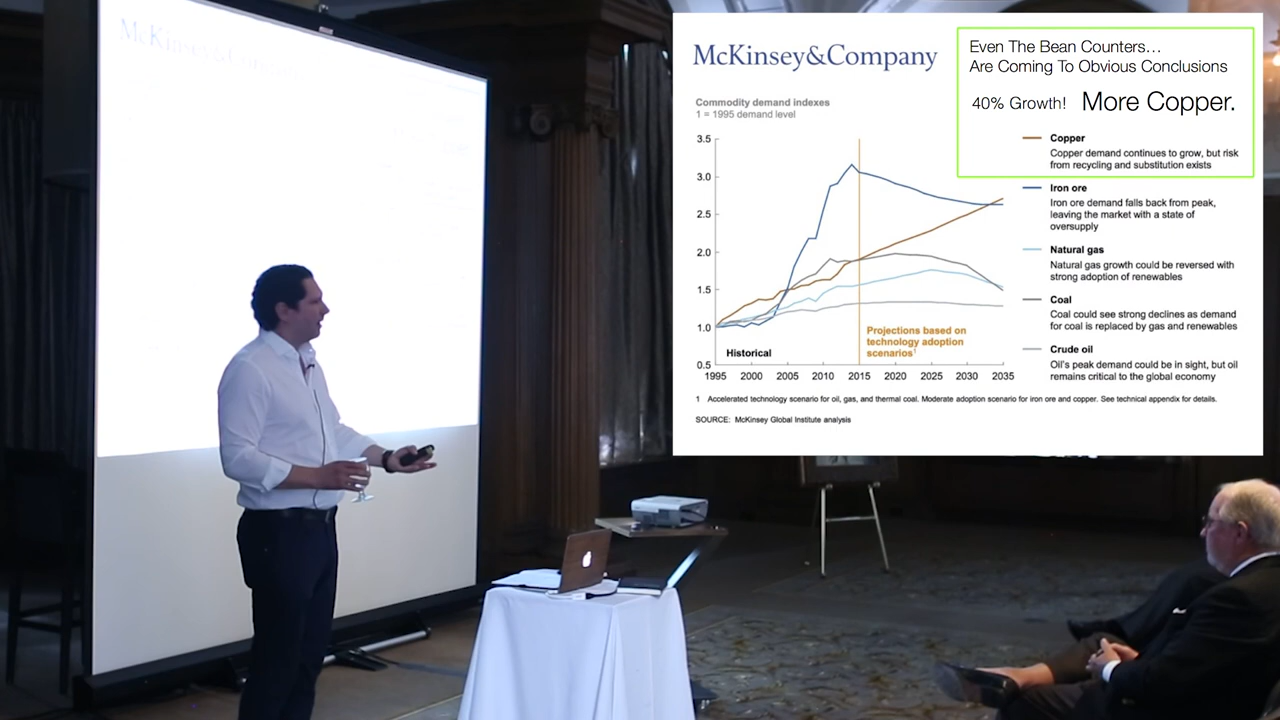 McKinsey&Company
McKinsey&Company
Even The Bean Counters…
Are Coming To Obvious Conclusions
40% Growth! More Copper.
Commodity demand indexes
1 = 1995 demand level
3.5
3.0
2.5
2.0
1.5
1.0
0.5
Historical
Projections based on
technology adoption
scenarios¹
1995 2000 2005 2010 2015 2020 2025 2030 2035
Copper
Copper demand continues to grow, but risk
from recycling and substitution exists
Iron ore
Iron ore demand falls back from peak,
leaving the market with a state of
oversupply
Natural gas
Natural gas growth could be reversed with
strong adoption of renewables
Coal
Coal could see strong declines as demand
for coal is replaced by gas and renewables
Crude oil
Oil's peak demand could be in sight, but oil
remains critical to the global economy
1 Accelerated technology scenario for oil, gas, and thermal coal. Moderate adoption scenario for iron ore and copper. See technical appendix for details.
SOURCE: McKinsey Global Institute analysis